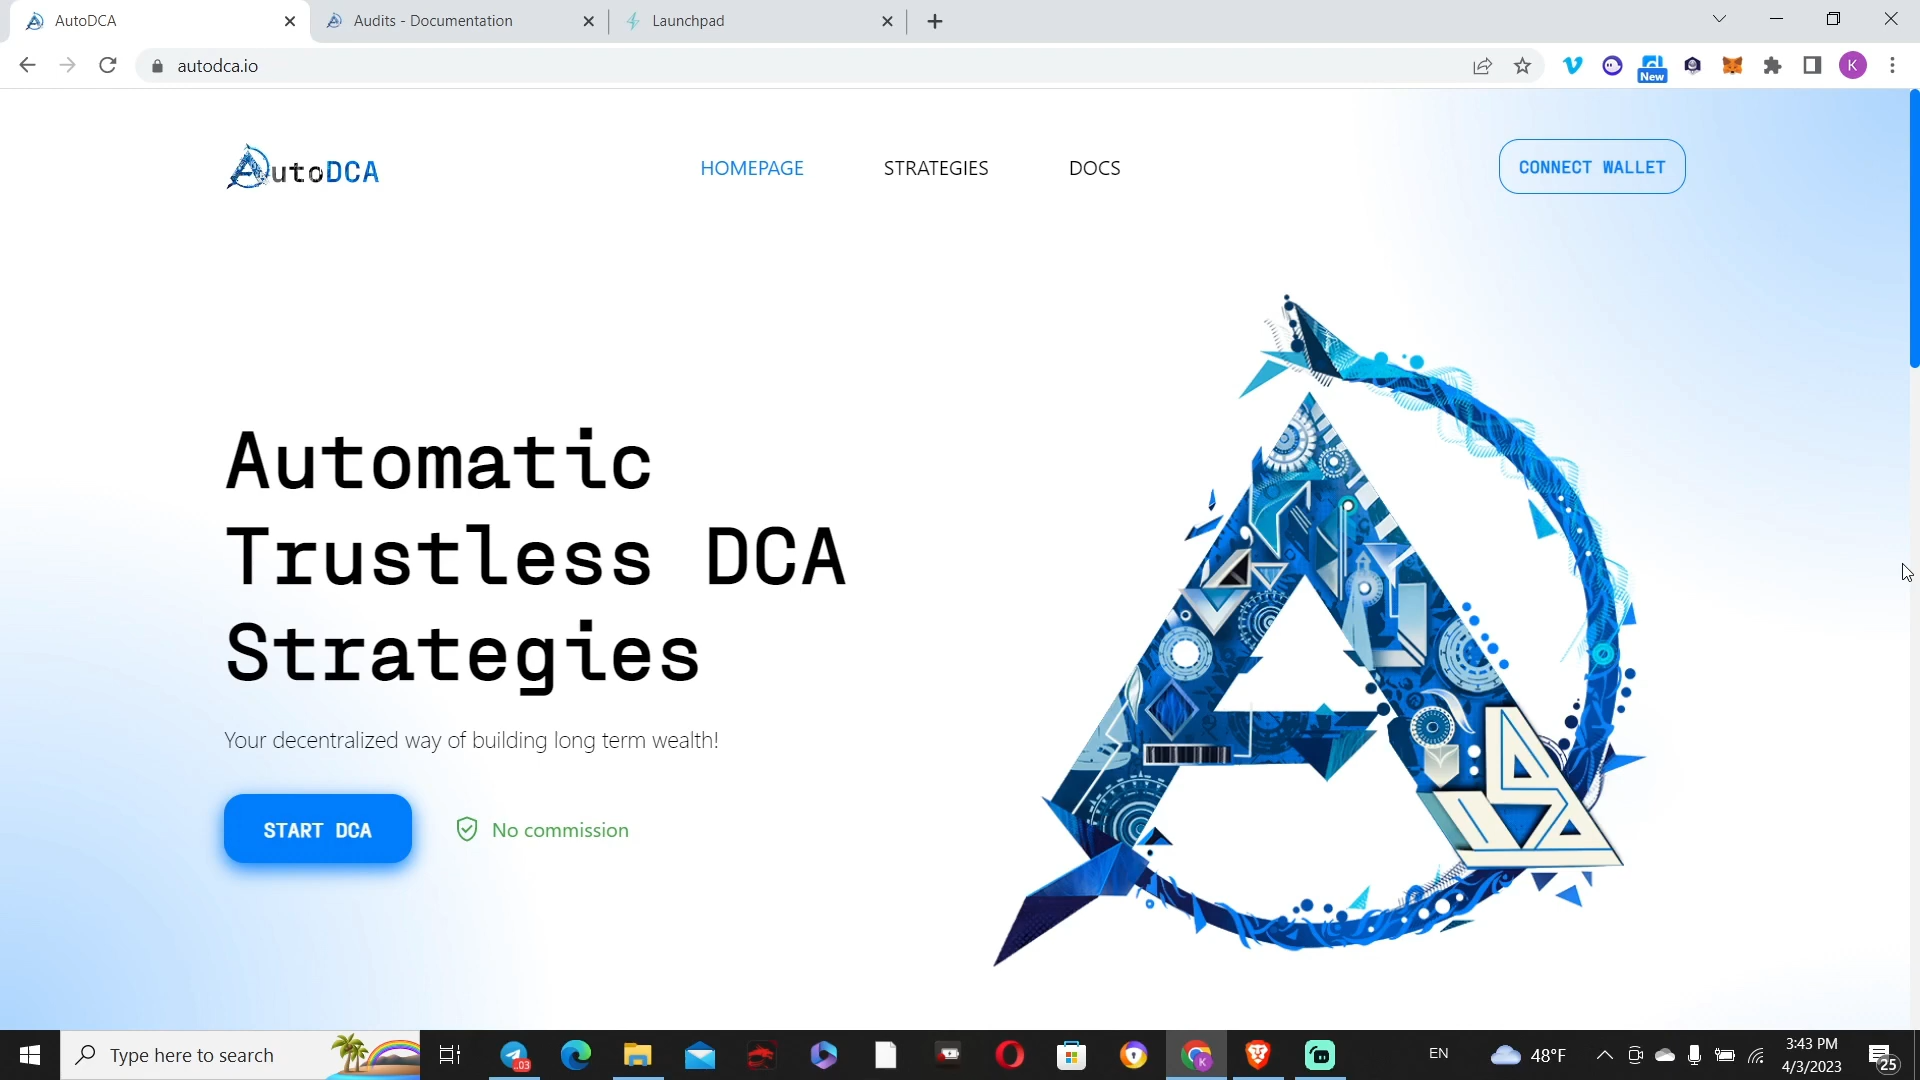 AutoDCA
Audits - Documentation
Launchpad
autodca.io
New
K
AutoDCA
HOMEPAGE
STRATEGIES
DOCS
CONNECT WALLET
Automatic
Trustless DCA
Strategies
Your decentralized way of building long term wealth!
START DCA
No commission
Type here to search
.03
K
EN
48°F
3:43 PM
4/3/2023
25